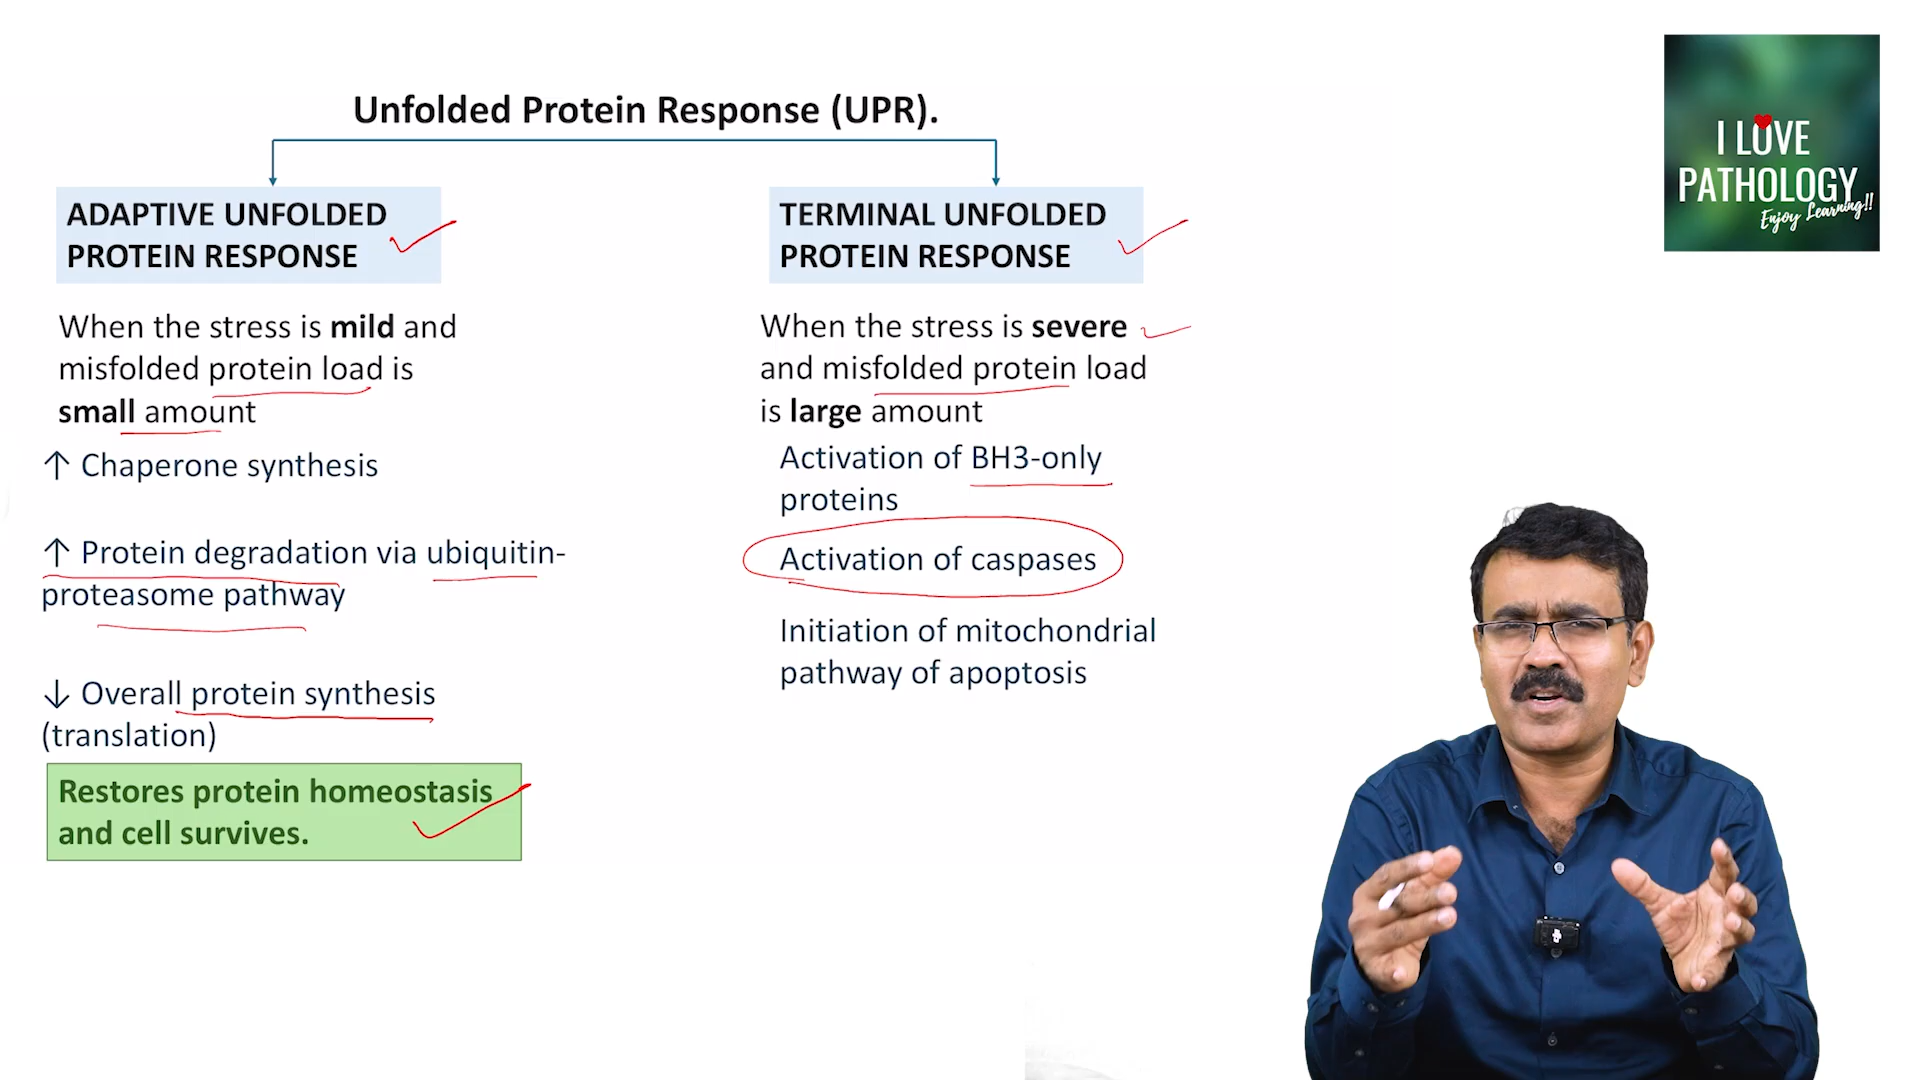 Unfolded Protein Response (UPR).
ADAPTIVE UNFOLDED
PROTEIN RESPONSE
When the stress is mild and
misfolded protein load is
small amount
↑ Chaperone synthesis
↑ Protein degradation via ubiquitin-
proteasome pathway
↓ Overall protein synthesis
(translation)
Restores protein homeostasis
and cell survives.
TERMINAL UNFOLDED
PROTEIN RESPONSE
When the stress is severe
and misfolded protein load
is large amount
Activation of BH3-only
proteins
Activation of caspases
Initiation of mitochondrial
pathway of apoptosis
I LOVE
PATHOLOGY
Enjoy Learning!!